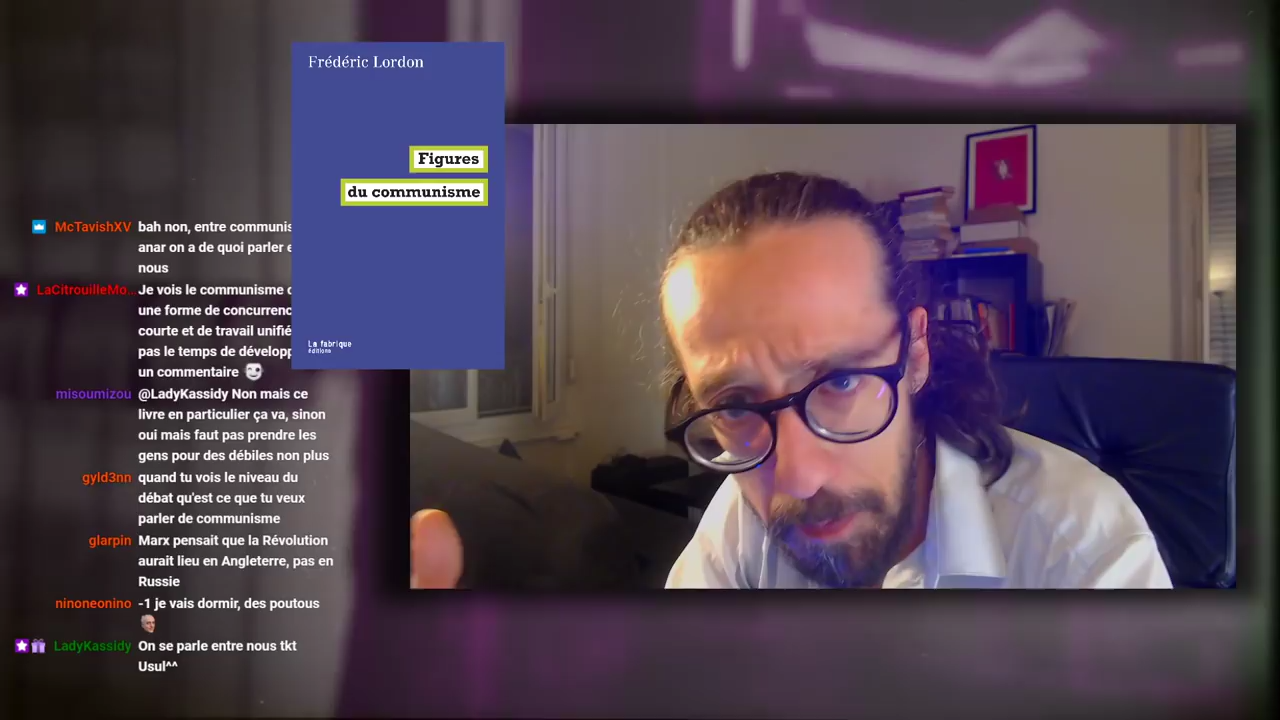 Frédéric Lordon
Figures
du communisme
La fabrique
éditions
McTavishXV bah non, entre communis
anar on a de quoi parler e
nous
LaCitrouilleMo... Je vois le communisme c
une forme de concurrenc
courte et de travail unifié
pas le temps de développ
un commentaire
misoumizou @LadyKassidy Non mais ce
livre en particulier ça va, sinon
oui mais faut pas prendre les
gens pour des débiles non plus
gyld3nn quand tu vois le niveau du
débat qu'est ce que tu veux
parler de communisme
glarpin Marx pensait que la Révolution
aurait lieu en Angleterre, pas en
Russie
ninoneonino -1 je vais dormir, des poutous
LadyKassidy On se parle entre nous tkt
Usul^^